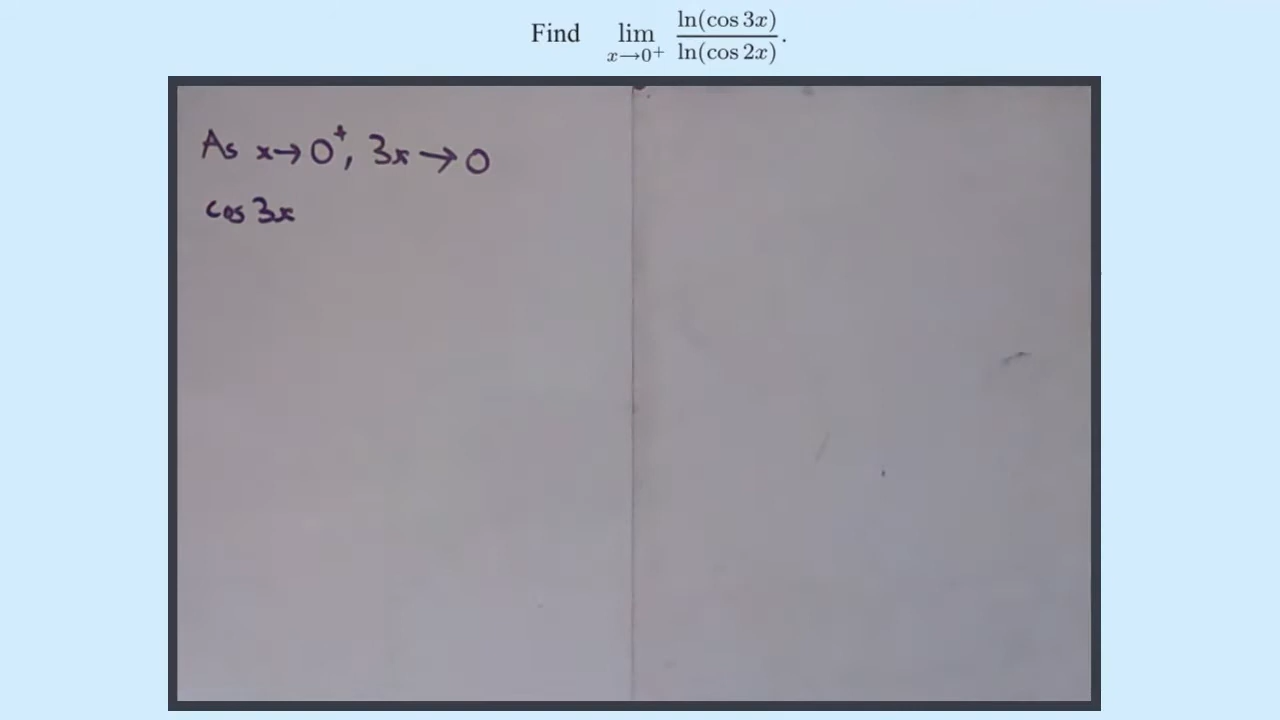 Find lim x→0⁺ ln(cos 3x)/ln(cos 2x).
As x→0⁺, 3x→0
cos 3x